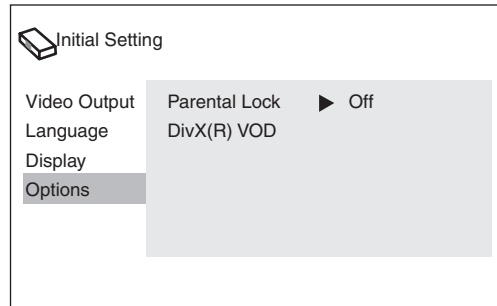 Initial Setting
Video Output Parental Lock ▶ Off
Language DivX(R) VOD
Display
Options